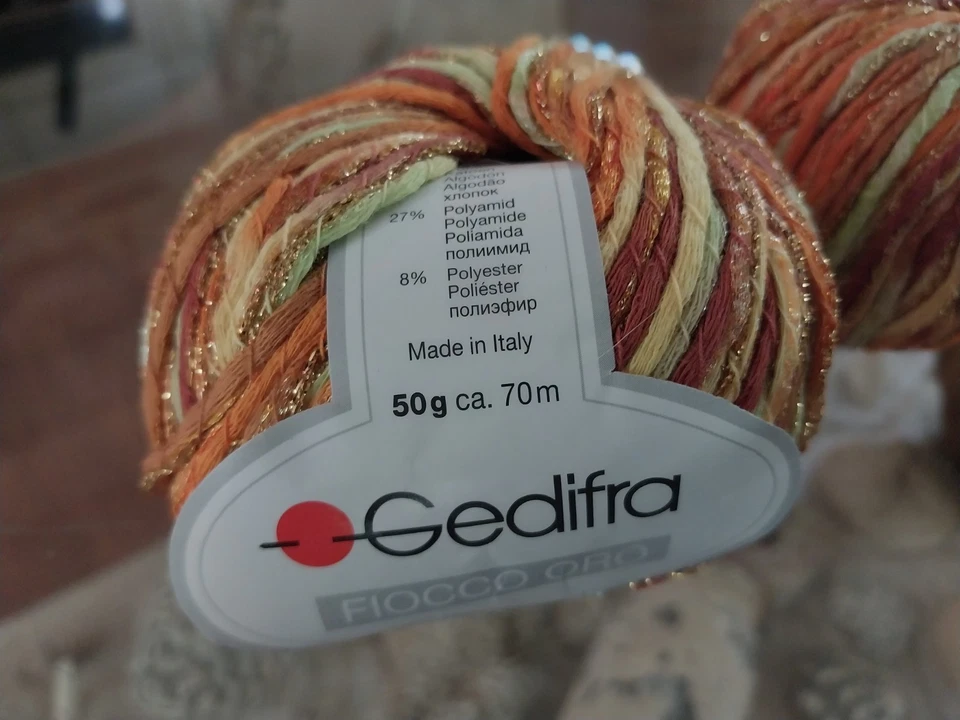 Algodón
Algodão
хлопок
27% Polyamid
Polyamide
Poliamida
полиимид
8% Polyester
Poliéster
полиэфир
Made in Italy
50g ca. 70m
Gedifra
FIOCCO ORO